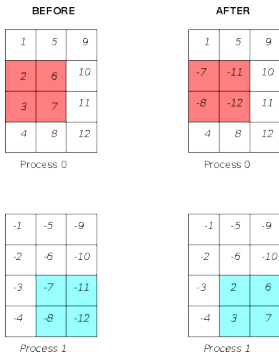 BEFORE AFTER
1 5 9 1 5 9
2 6 10 -7 -11 10
3 7 11 -8 -12 11
4 8 12 4 8 12
Process 0 Process 0
-1 -5 -9 -1 -5 -9
-2 -6 -10 -2 -6 -10
-3 -7 -11 -3 2 6
-4 -8 -12 -4 3 7
Process 1 Process 1